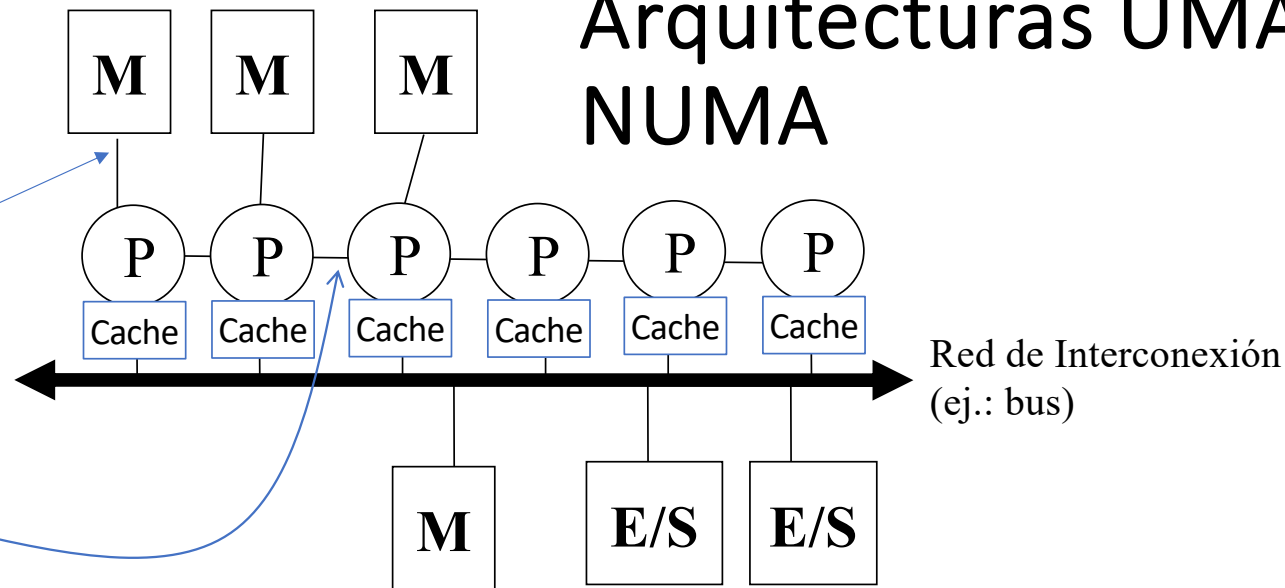 Arquitecturas UMA
NUMA
M M M
P P P P P P
Cache Cache Cache Cache Cache Cache
Red de Interconexión
(ej.: bus)
M E/S E/S